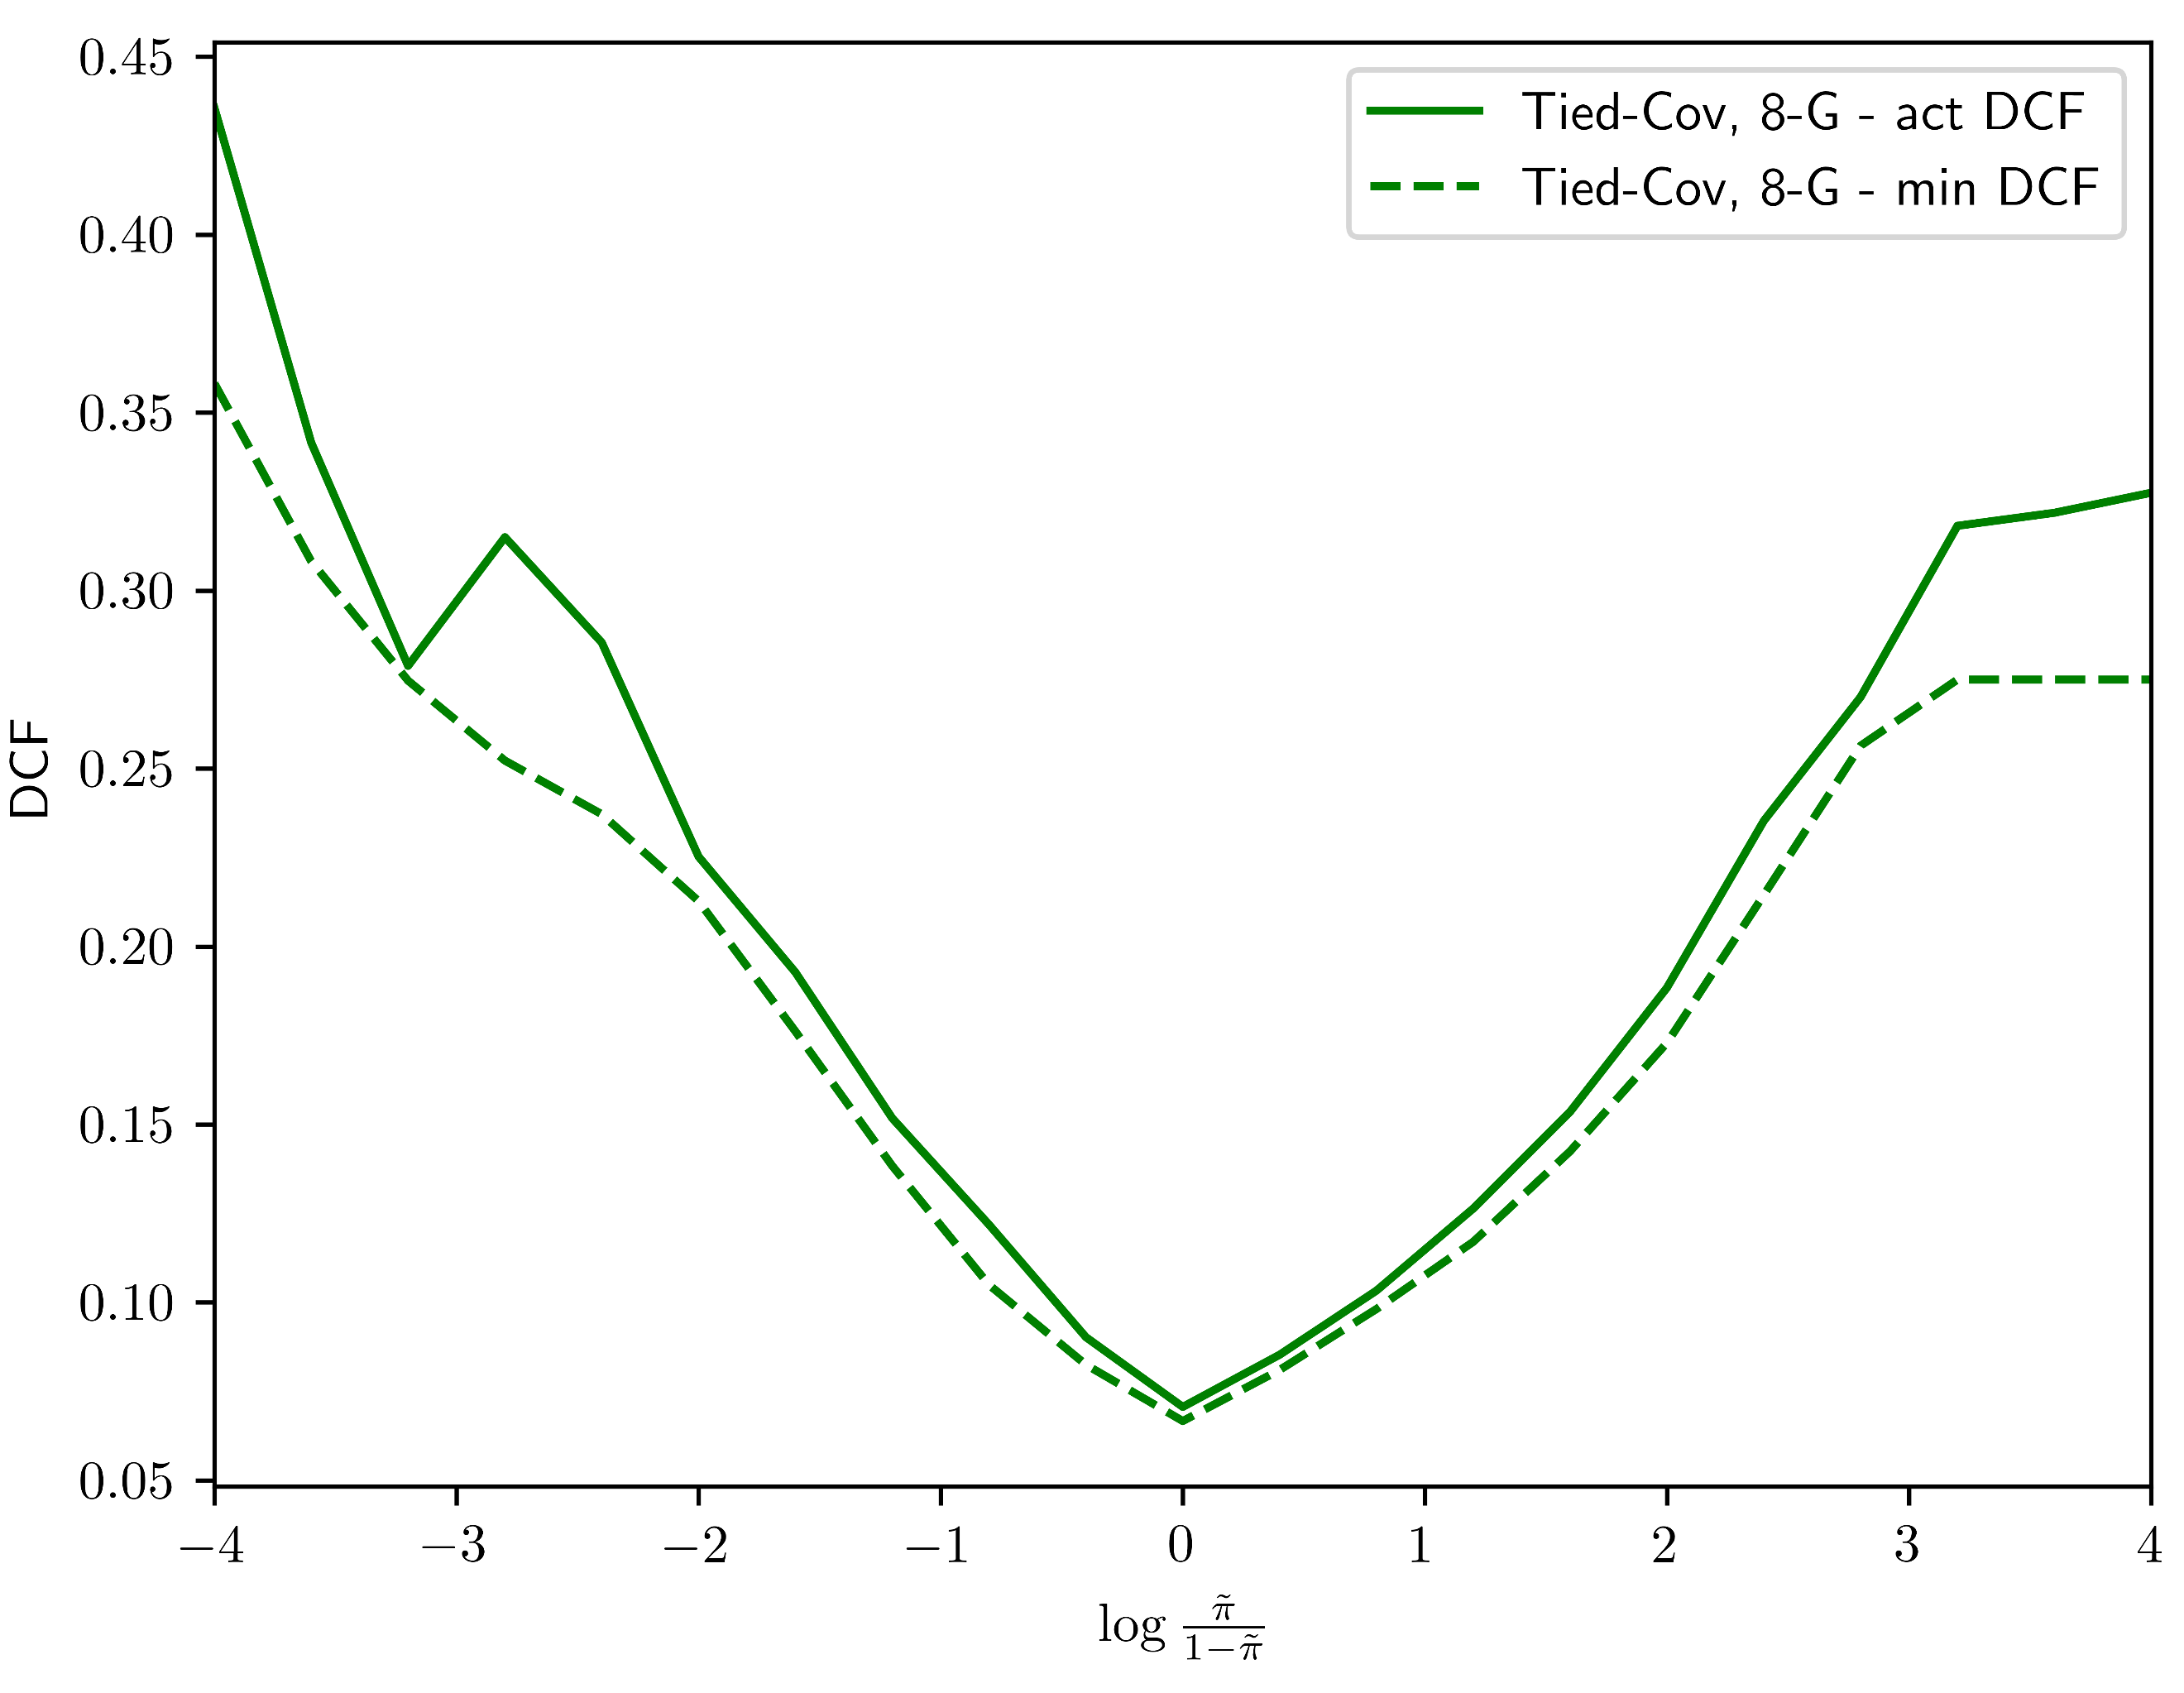 0.45
0.40
0.35
0.30
0.25
0.20
0.15
0.10
0.05
DCF
Tied-Cov, 8-G - act DCF
Tied-Cov, 8-G - min DCF
−4 −3 −2 −1 0 1 2 3 4
log π̃/(1−π̃)